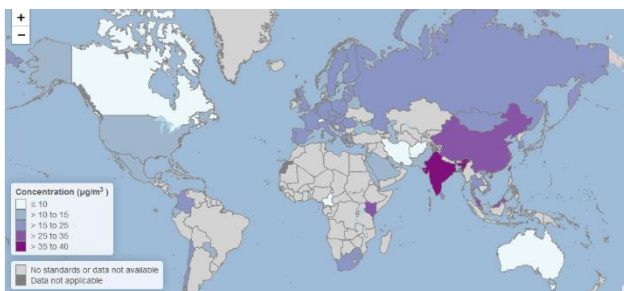 +
−
Concentration (µg/m³ )
≤ 10
> 10 to 15
> 15 to 25
> 25 to 35
> 35 to 40
No standards or data not available
Data not applicable